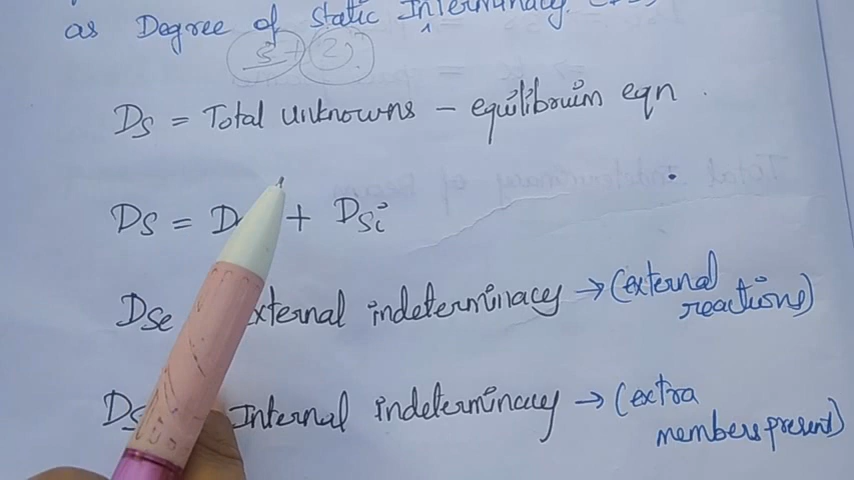 as Degree of static
Ds = Total unknowns - equilibruim eqn
Ds = D + Dsi
Dse xternal indeterminacy → (external
reactions)
Ds Internal indeterminacy → (extra
members present)